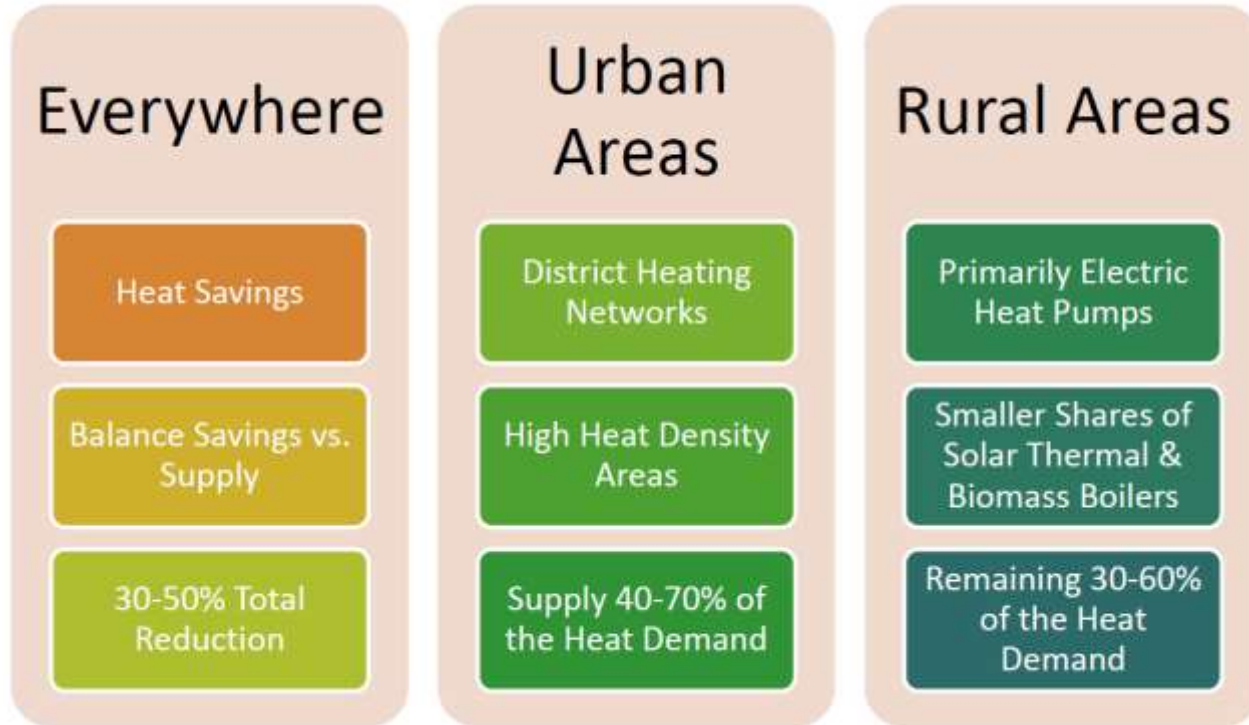 Everywhere
Heat Savings
Balance Savings vs.
Supply
30-50% Total
Reduction
Urban
Areas
District Heating
Networks
High Heat Density
Areas
Supply 40-70% of
the Heat Demand
Rural Areas
Primarily Electric
Heat Pumps
Smaller Shares of
Solar Thermal &
Biomass Boilers
Remaining 30-60%
of the Heat
Demand